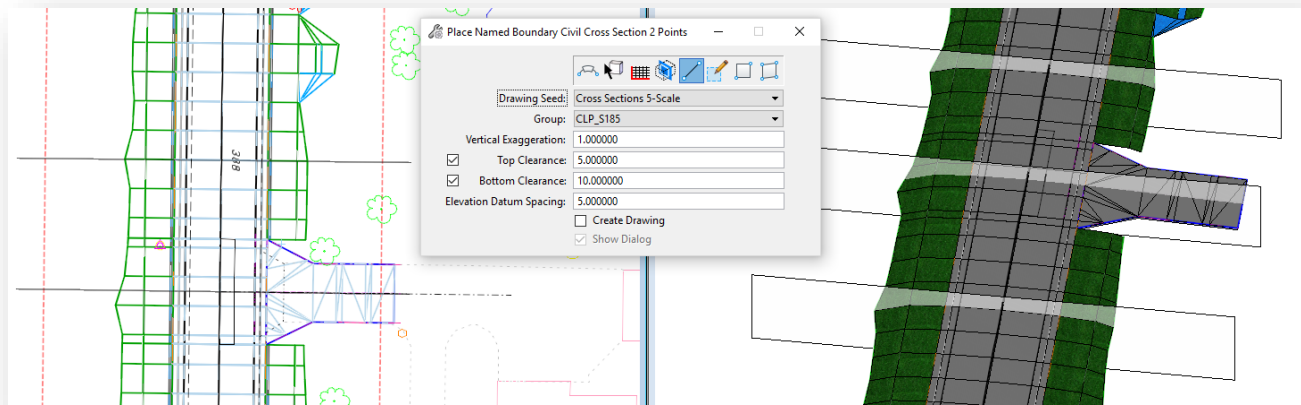 Place Named Boundary Civil Cross Section 2 Points
Drawing Seed: Cross Sections 5-Scale
Group: CLP_S185
Vertical Exaggeration: 1.000000
Top Clearance: 5.000000
Bottom Clearance: 10.000000
Elevation Datum Spacing: 5.000000
Create Drawing
Show Dialog
388